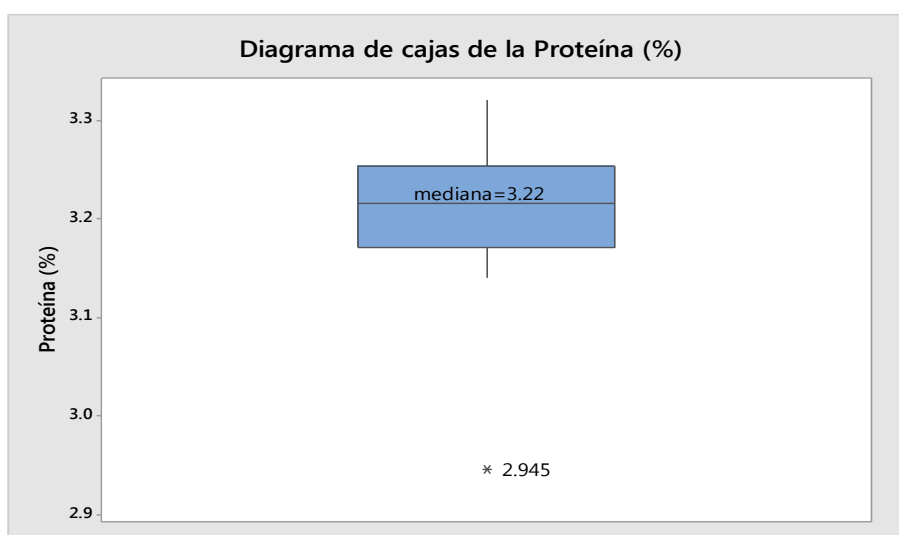 Diagrama de cajas de la Proteína (%)
Proteína (%)
3.3
3.2
3.1
3.0
2.9
mediana=3.22
2.945